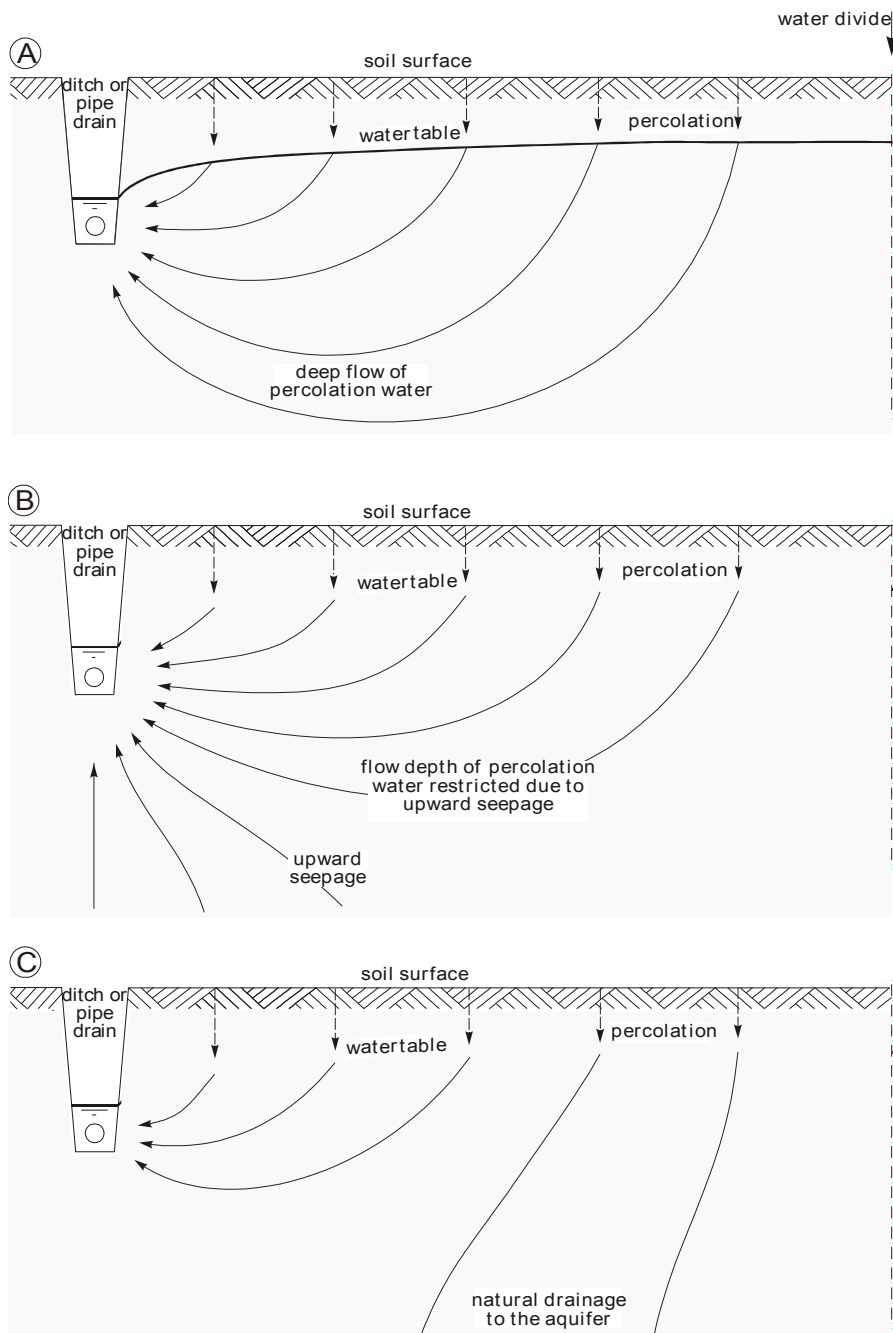 water divide
A
soil surface
ditch or
pipe
drain
watertable
percolation
deep flow of
percolation water
B
soil surface
ditch or
pipe
drain
watertable
percolation
flow depth of percolation
water restricted due to
upward seepage
upward
seepage
C
soil surface
ditch or
pipe
drain
watertable
percolation
natural drainage
to the aquifer